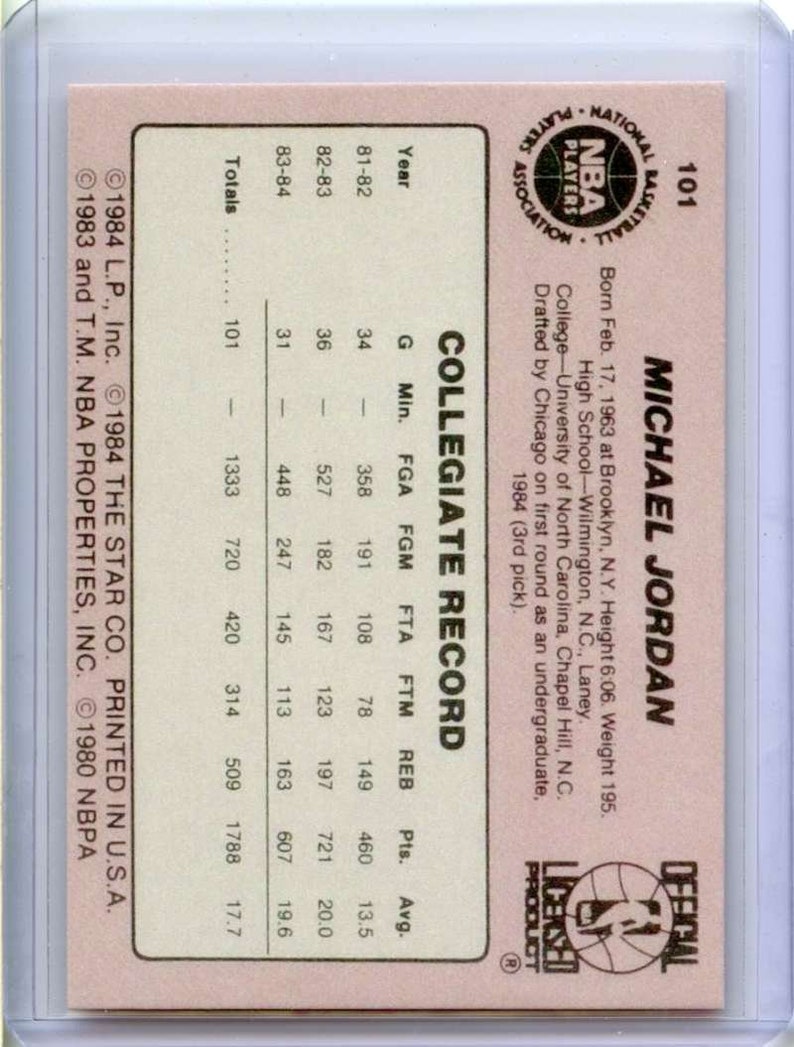 101
MICHAEL JORDAN
NATIONAL BASKETBALL PLAYERS ASSOCIATION
NBA
PLAYERS
Born Feb. 17, 1963 at Brooklyn, N.Y. Height 6:06. Weight 195.
High School—Wilmington, N.C., Laney.
College—University of North Carolina, Chapel Hill, N.C.
Drafted by Chicago on first round as an undergraduate,
1984 (3rd pick).
OFFICIAL
NBA
LICENSED
PRODUCT
®
COLLEGIATE RECORD
Year G Min. FGA FGM FTA FTM REB Pts. Avg.
81-82 34 — 358 191 108 78 149 460 13.5
82-83 36 — 527 182 167 123 197 721 20.0
83-84 31 — 448 247 145 113 163 607 19.6
Totals ........ 101 — 1333 720 420 314 509 1788 17.7
©1984 L.P., Inc. ©1984 THE STAR CO. PRINTED IN U.S.A.
©1983 and T.M. NBA PROPERTIES, INC. ©1980 NBPA